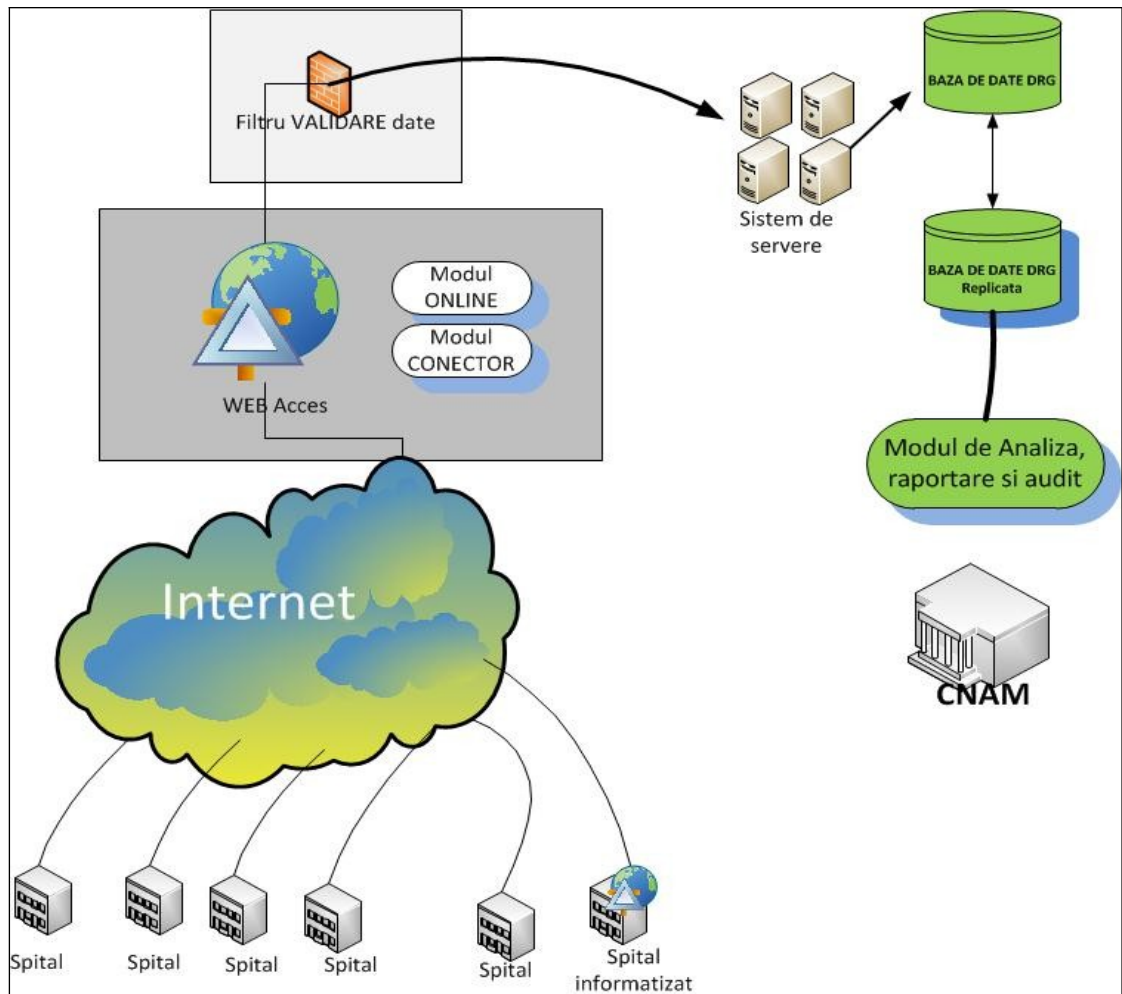 Filtru VALIDARE date
BAZA DE DATE DRG
Sistem de
servere
BAZA DE DATE DRG
Replicata
Modul
ONLINE
Modul
CONECTOR
WEB Acces
Modul de Analiza,
raportare si audit
Internet
CNAM
Spital
Spital
Spital
Spital
Spital
Spital
informatizat